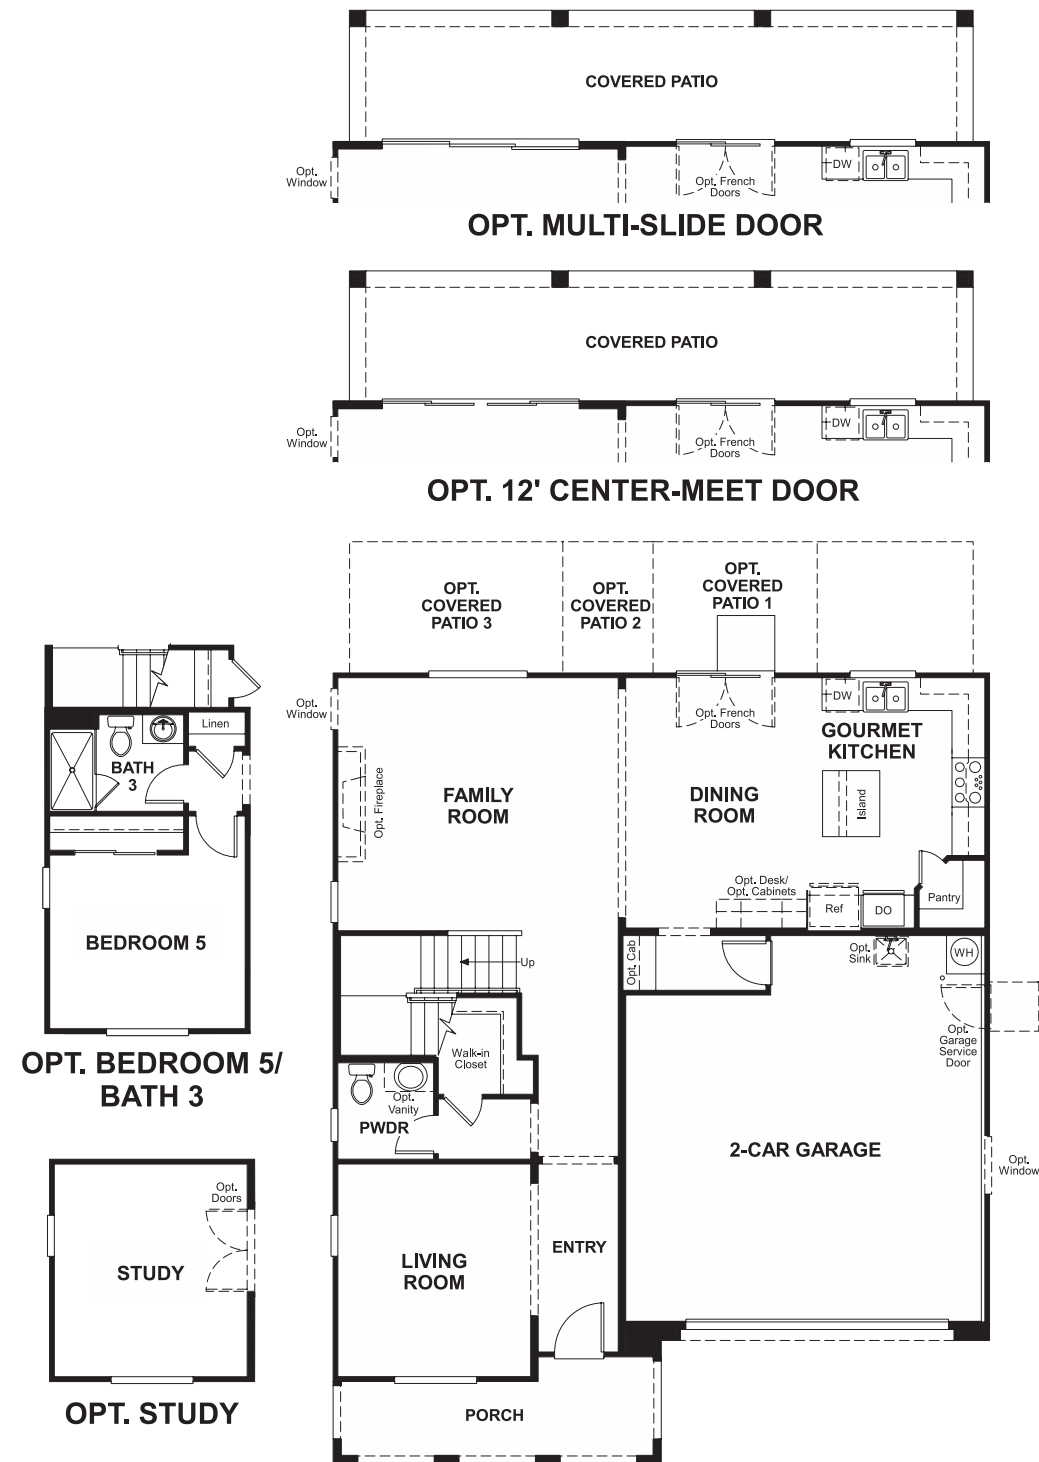 COVERED PATIO
Opt.
Window
Opt. French
Doors
DW
OPT. MULTI-SLIDE DOOR
COVERED PATIO
Opt.
Window
Opt. French
Doors
DW
OPT. 12' CENTER-MEET DOOR
OPT.
COVERED
PATIO 3
OPT.
COVERED
PATIO 2
OPT.
COVERED
PATIO 1
Opt.
Window
Opt. French
Doors
DW
GOURMET
KITCHEN
Opt. Fireplace
FAMILY
ROOM
DINING
ROOM
Island
Opt. Desk/
Opt. Cabinets
Ref
DO
Pantry
Linen
BATH
3
BEDROOM 5
OPT. BEDROOM 5/
BATH 3
Up
Opt. Cab
Opt.
Sink
WH
Opt.
Garage
Service
Door
Walk-in
Closet
Opt.
Vanity
PWDR
2-CAR GARAGE
Opt.
Window
Opt.
Doors
STUDY
OPT. STUDY
LIVING
ROOM
ENTRY
PORCH